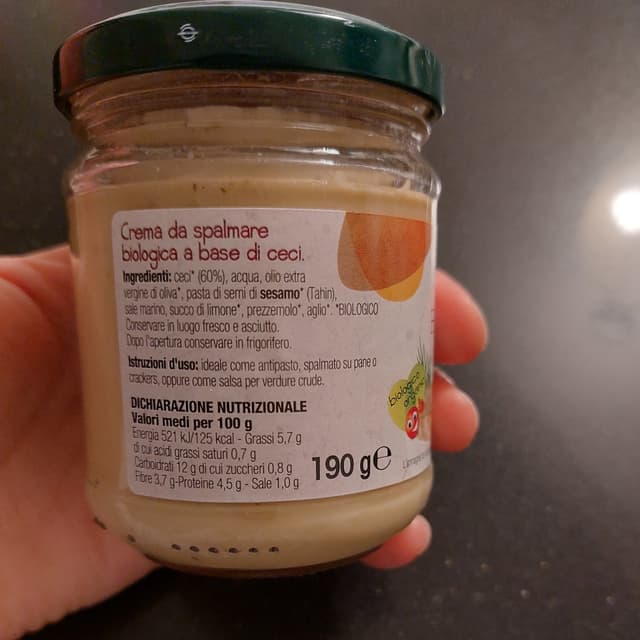 Crema da spalmare
biologica a base di ceci.
Ingredienti: ceci* (60%), acqua, olio extra
vergine di oliva*, pasta di semi di sesamo* (Tahin),
sale marino, succo di limone*, prezzemolo*, aglio*. *BIOLOGICO
Conservare in luogo fresco e asciutto.
Dopo l'apertura conservare in frigorifero.
Istruzioni d'uso: ideale come antipasto, spalmato su pane o
crackers, oppure come salsa per verdure crude.
DICHIARAZIONE NUTRIZIONALE
Valori medi per 100 g
Energia 521 kJ/125 kcal - Grassi 5,7 g
di cui acidi grassi saturi 0,7 g
Carboidrati 12 g di cui zuccheri 0,8 g
Fibre 3,7 g-Proteine 4,5 g - Sale 1,0 g
190 g℮
biologico
organic